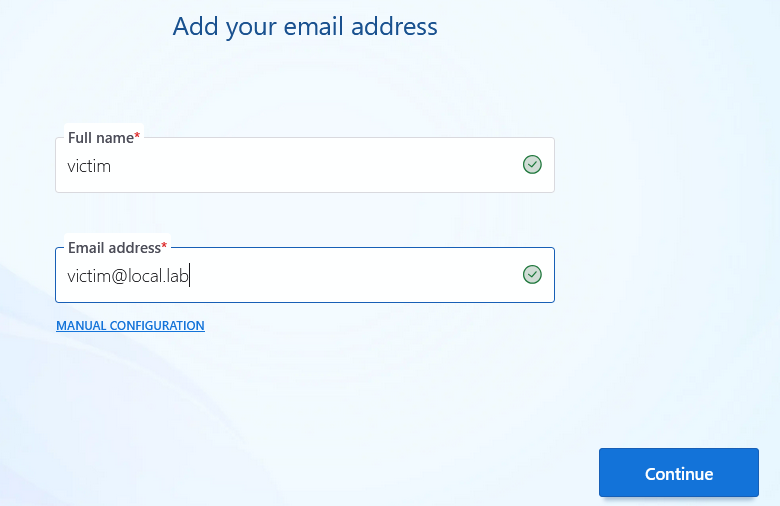 Add your email address
Full name*
victim
Email address*
victim@local.lab
MANUAL CONFIGURATION
Continue